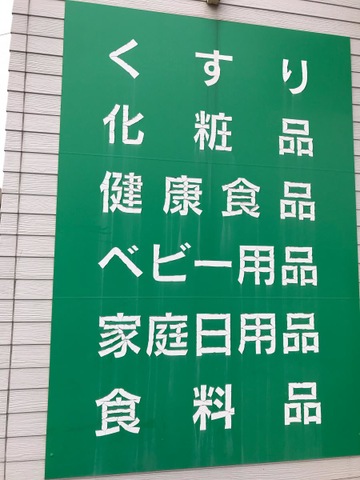 くすり
化粧品
健康食品
ベビー用品
家庭日用品
食料品